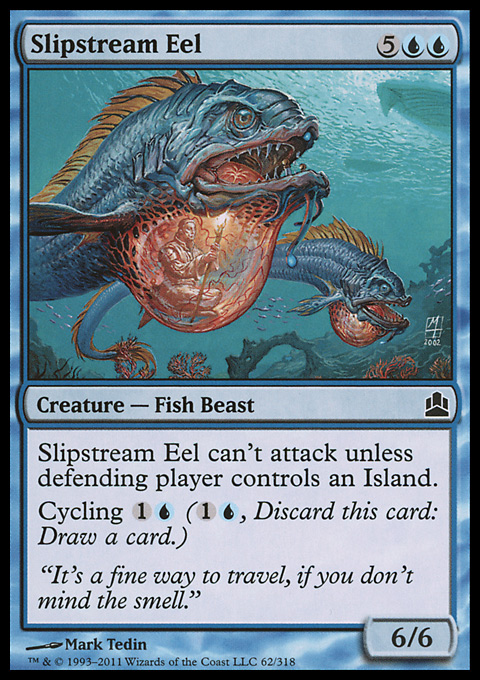 Slipstream Eel 5
Creature — Fish Beast
Slipstream Eel can't attack unless
defending player controls an Island.
Cycling 1 (1 , Discard this card:
Draw a card.)
"It's a fine way to travel, if you don't
mind the smell."
6/6
Mark Tedin
™ & © 1993–2011 Wizards of the Coast LLC 62/318
2002